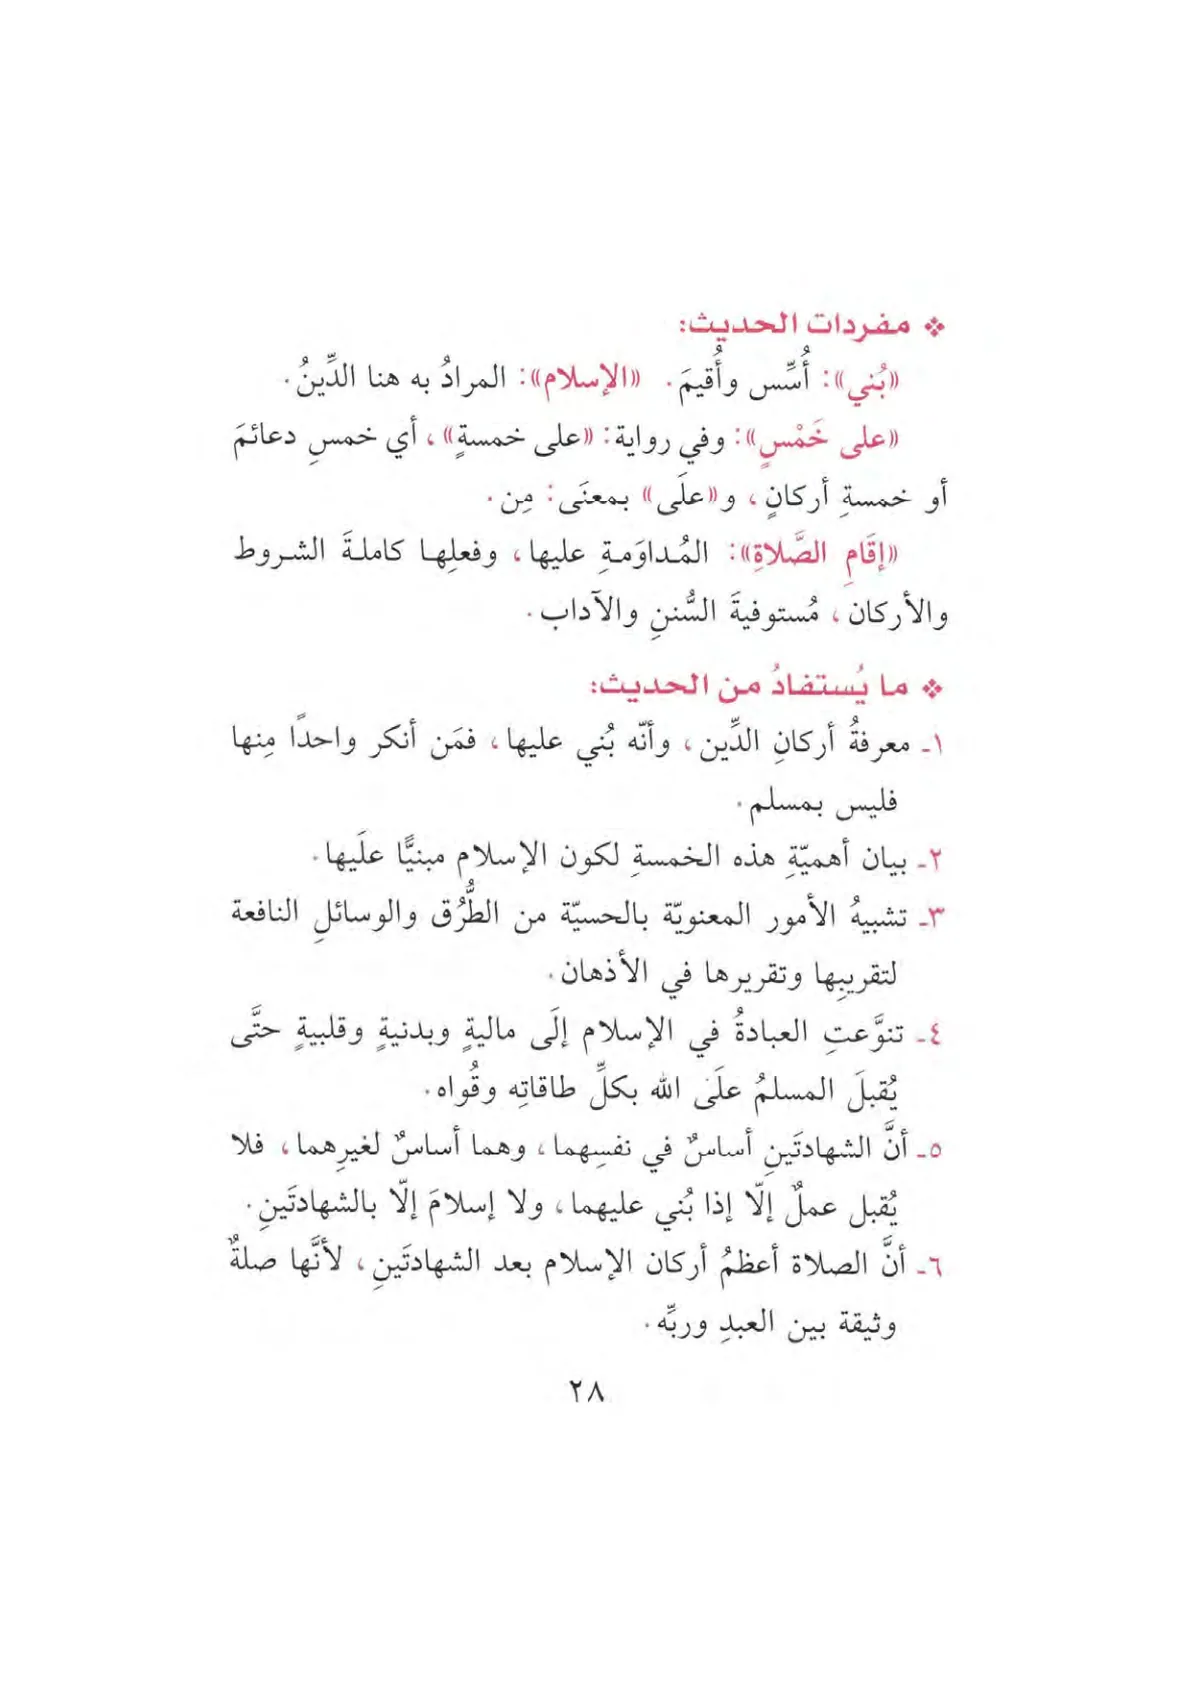 ❖ مفردات الحديث:
«بُني»: أُسِّس وأُقيمَ. «الإسلام»: المرادُ به هنا الدِّينُ.
«على خَمْسٍ»: وفي رواية: «على خمسةٍ»، أي خمسِ دعائمَ
أو خمسةِ أركانٍ، و«علَى» بمعنَى: مِن.
«إقَامِ الصَّلاةِ»: المُداوَمةِ عليها، وفعلِها كاملةَ الشروط
والأركان، مُستوفيةَ السُّننِ والآداب.
❖ ما يُستفادُ من الحديث:
١- معرفةُ أركانِ الدِّين، وأنّه بُني عليها، فمَن أنكر واحدًا مِنها
فليس بمسلم.
٢- بيان أهميّةِ هذه الخمسةِ لكون الإسلام مبنيًّا علَيها.
٣- تشبيهُ الأمور المعنويّة بالحسيّة من الطُّرُق والوسائلِ النافعة
لتقريبِها وتقريرها في الأذهان.
٤- تنوَّعتِ العبادةُ في الإسلام إلَى ماليةٍ وبدنيةٍ وقلبيةٍ حتَّى
يُقبلَ المسلمُ علَى الله بكلِّ طاقاتِه وقُواه.
٥- أنَّ الشهادتَينِ أساسٌ في نفسِهما، وهما أساسٌ لغيرِهما، فلا
يُقبل عملٌ إلّا إذا بُني عليهما، ولا إسلامَ إلّا بالشهادتَينِ.
٦- أنَّ الصلاة أعظمُ أركان الإسلام بعد الشهادتَينِ، لأنَّها صلةٌ
وثيقة بين العبدِ وربِّه.
٢٨